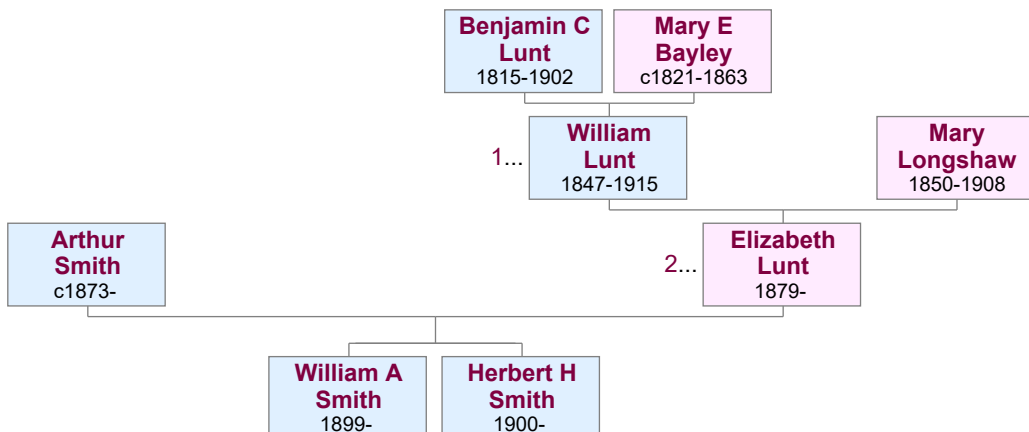 Benjamin C
Lunt
1815-1902
Mary E
Bayley
c1821-1863
1...
William
Lunt
1847-1915
Mary
Longshaw
1850-1908
Arthur
Smith
c1873-
2...
Elizabeth
Lunt
1879-
William A
Smith
1899-
Herbert H
Smith
1900-